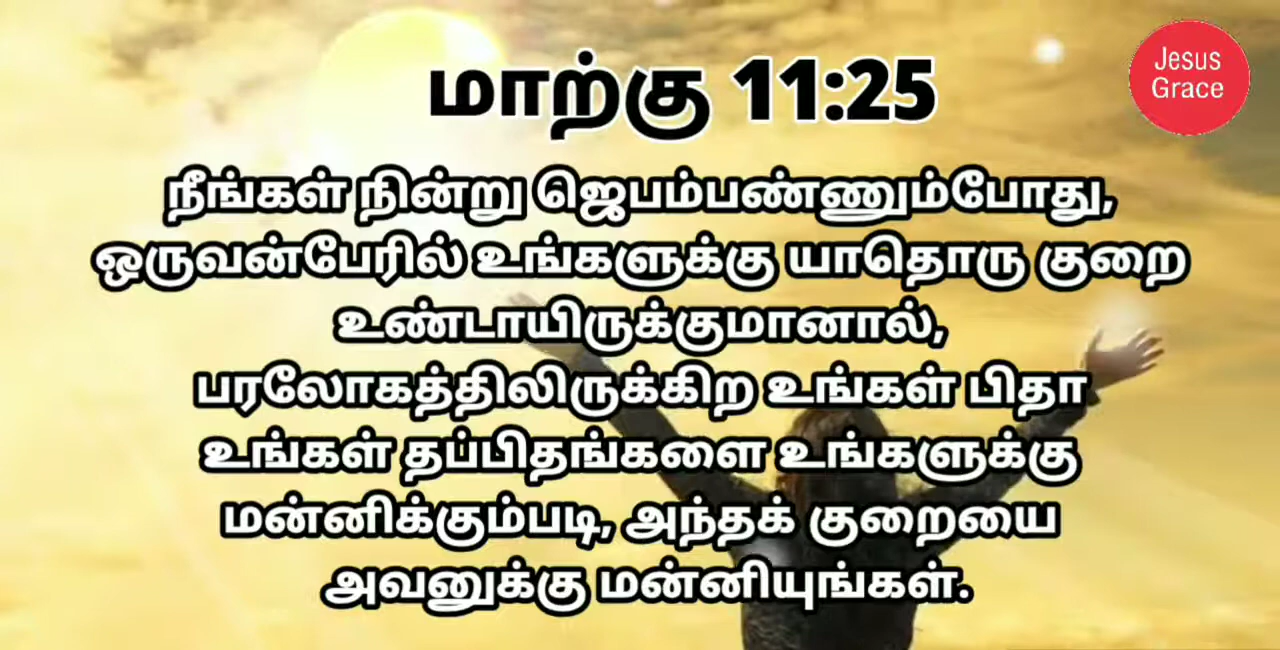 மாற்கு 11:25
Jesus
Grace
நீங்கள் நின்று ஜெபம்பண்ணும்போது,
ஒருவன்பேரில் உங்களுக்கு யாதொரு குறை
உண்டாயிருக்குமானால்,
பரலோகத்திலிருக்கிற உங்கள் பிதா
உங்கள் தப்பிதங்களை உங்களுக்கு
மன்னிக்கும்படி, அந்தக் குறையை
அவனுக்கு மன்னியுங்கள்.